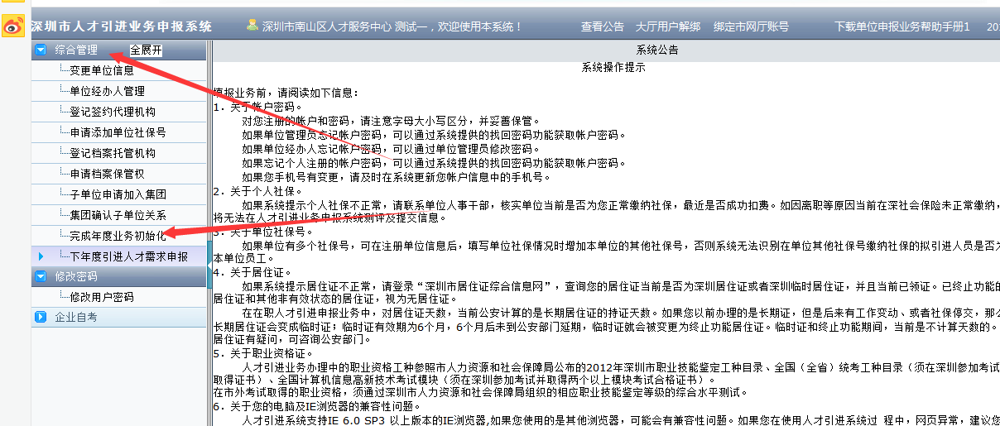 深圳市人才引进业务申报系统
深圳市南山区人才服务中心 测试一，欢迎使用本系统！
查看公告 大厅用户解绑 绑定市网厅账号 下载单位申报业务帮助手册1 201
综合管理 全展开
变更单位信息
单位经办人管理
登记签约代理机构
申请添加单位社保号
登记档案托管机构
申请档案保管权
子单位申请加入集团
集团确认子单位关系
完成年度业务初始化
下年度引进人才需求申报
修改密码
修改用户密码
企业自考
系统公告
系统操作提示
填报业务前，请阅读如下信息：
1．关于帐户密码。
对您注册的帐户和密码，请注意字母大小写区分，并妥善保管。
如果单位管理员忘记帐户密码，可以通过系统提供的找回密码功能获取帐户密码。
如果单位经办人忘记帐户密码，可以通过单位管理员修改密码。
如果忘记个人注册的帐户密码，可以通过系统提供的找回密码功能获取帐户密码。
如果您手机号有变更，请及时在系统更新您帐户信息中的手机号。
2．关于个人社保。
如果系统提示个人社保不正常，请联系单位人事干部，核实单位当前是否为您正常缴纳社保，最近是否成功扣费。如因离职等原因当前在深社会保险未正常缴纳，
将无法在人才引进业务申报系统测评及提交信息。
3．关于单位社保号。
如果单位有多个社保号，可在注册单位信息后，填写单位社保情况时增加本单位的其他社保号，否则系统无法识别在单位其他社保号缴纳社保的拟引进人员是否为
本单位员工。
4．关于居住证。
如果系统提示居住证不正常，请登录“深圳市居住证综合信息网”，查询您的居住证当前是否为深圳居住证或者深圳临时居住证，并且当前已领证。已终止功能的
居住证和其他非有效状态的居住证，视为无居住证。
在在职人才引进申报业务中，对居住证天数，当前公安计算的是长期居住证的持证天数。如果您以前办理的是长期证，但是后来有工作变动、或者社保停交，那么
长期居住证会变成临时证；临时证有效期为6个月，6个月后未到公安部门延期，临时证就会被变更为终止功能居住证。临时证和终止功能期间，当前是不计算天数的。
居住证有疑问，可咨询公安部门。
5．关于职业资格证。
人才引进业务办理中的职业资格工种参照市人力资源和社会保障局公布的2012年深圳市职业技能鉴定工种目录、全国（全省）统考工种目录（须在深圳参加考试
取得证书）、全国计算机信息高新技术考试模块（须在深圳参加考试并取得两个以上模块考试合格证书）。
在市外考试取得的职业资格，须通过深圳市人力资源和社会保障局组织的相应职业技能鉴定等级的综合水平测试。
6．关于您的电脑及IE浏览器的兼容性问题。
人才引进系统支持IE 6.0 SP3 以上版本的IE浏览器,如果您使用的是其他浏览器，可能会有兼容性问题。如果您在使用人才引进系统过 程中，网页异常，建议您